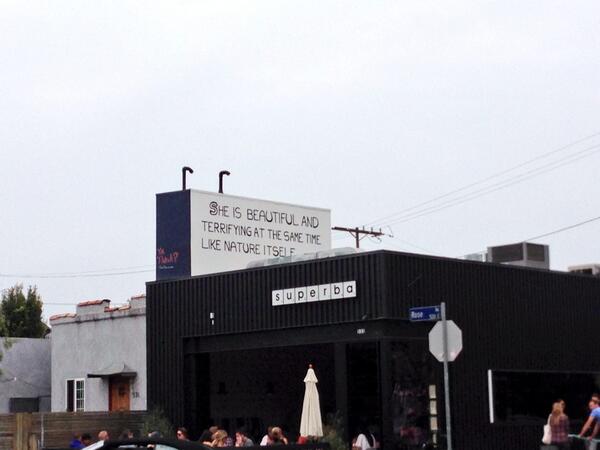 SHE IS BEAUTIFUL AND
TERRIFYING AT THE SAME TIME
LIKE NATURE ITSELF
superba
Rose